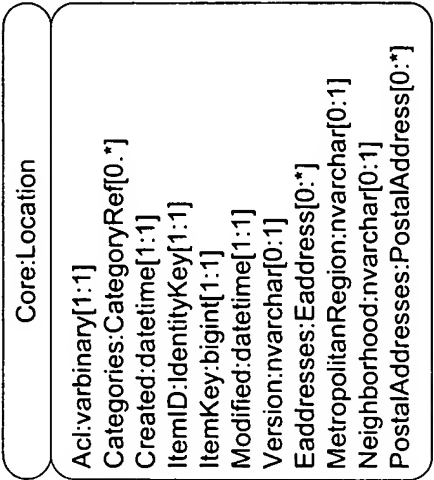 Core:Location
Acl:varbinary[1:1]
Categories:CategoryRef[0.*]
Created:datetime[1:1]
ItemID:IdentityKey[1:1]
ItemKey:bigint[1:1]
Modified:datetime[1:1]
Version:nvarchar[0:1]
Eaddresses:Eaddress[0:*]
MetropolitanRegion:nvarchar[0:1]
Neighborhood:nvarchar[0:1]
PostalAddresses:PostalAddress[0:*]